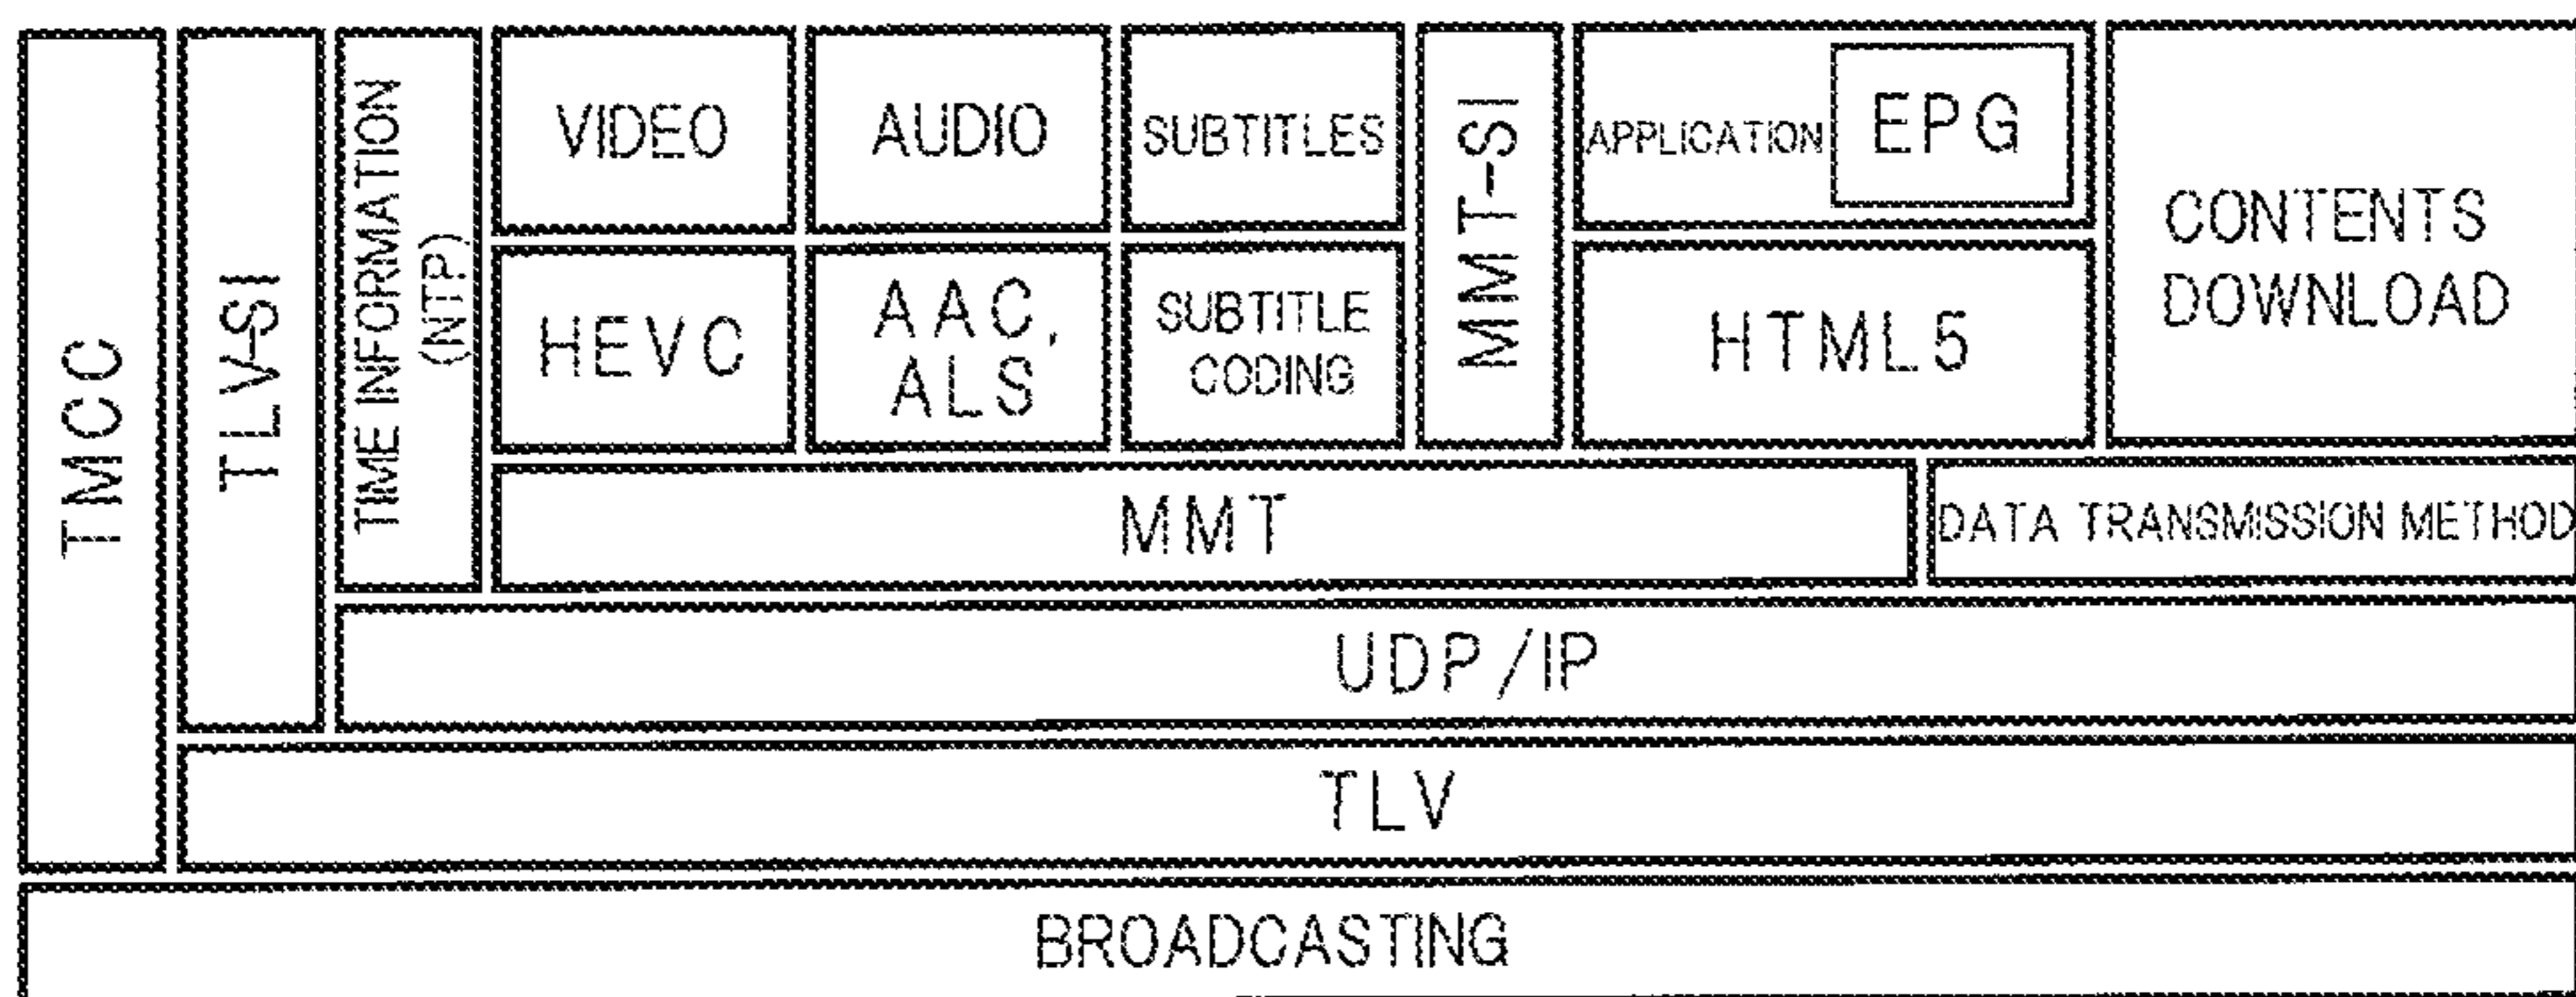 TMCC
TLV-SI
TIME INFORMATION
(NTP)
VIDEO
AUDIO
SUBTITLES
MMT-SI
APPLICATION
EPG
CONTENTS
DOWNLOAD
HEVC
AAC,
ALS
SUBTITLE
CODING
HTML5
MMT
DATA TRANSMISSION METHOD
UDP/IP
TLV
BROADCASTING